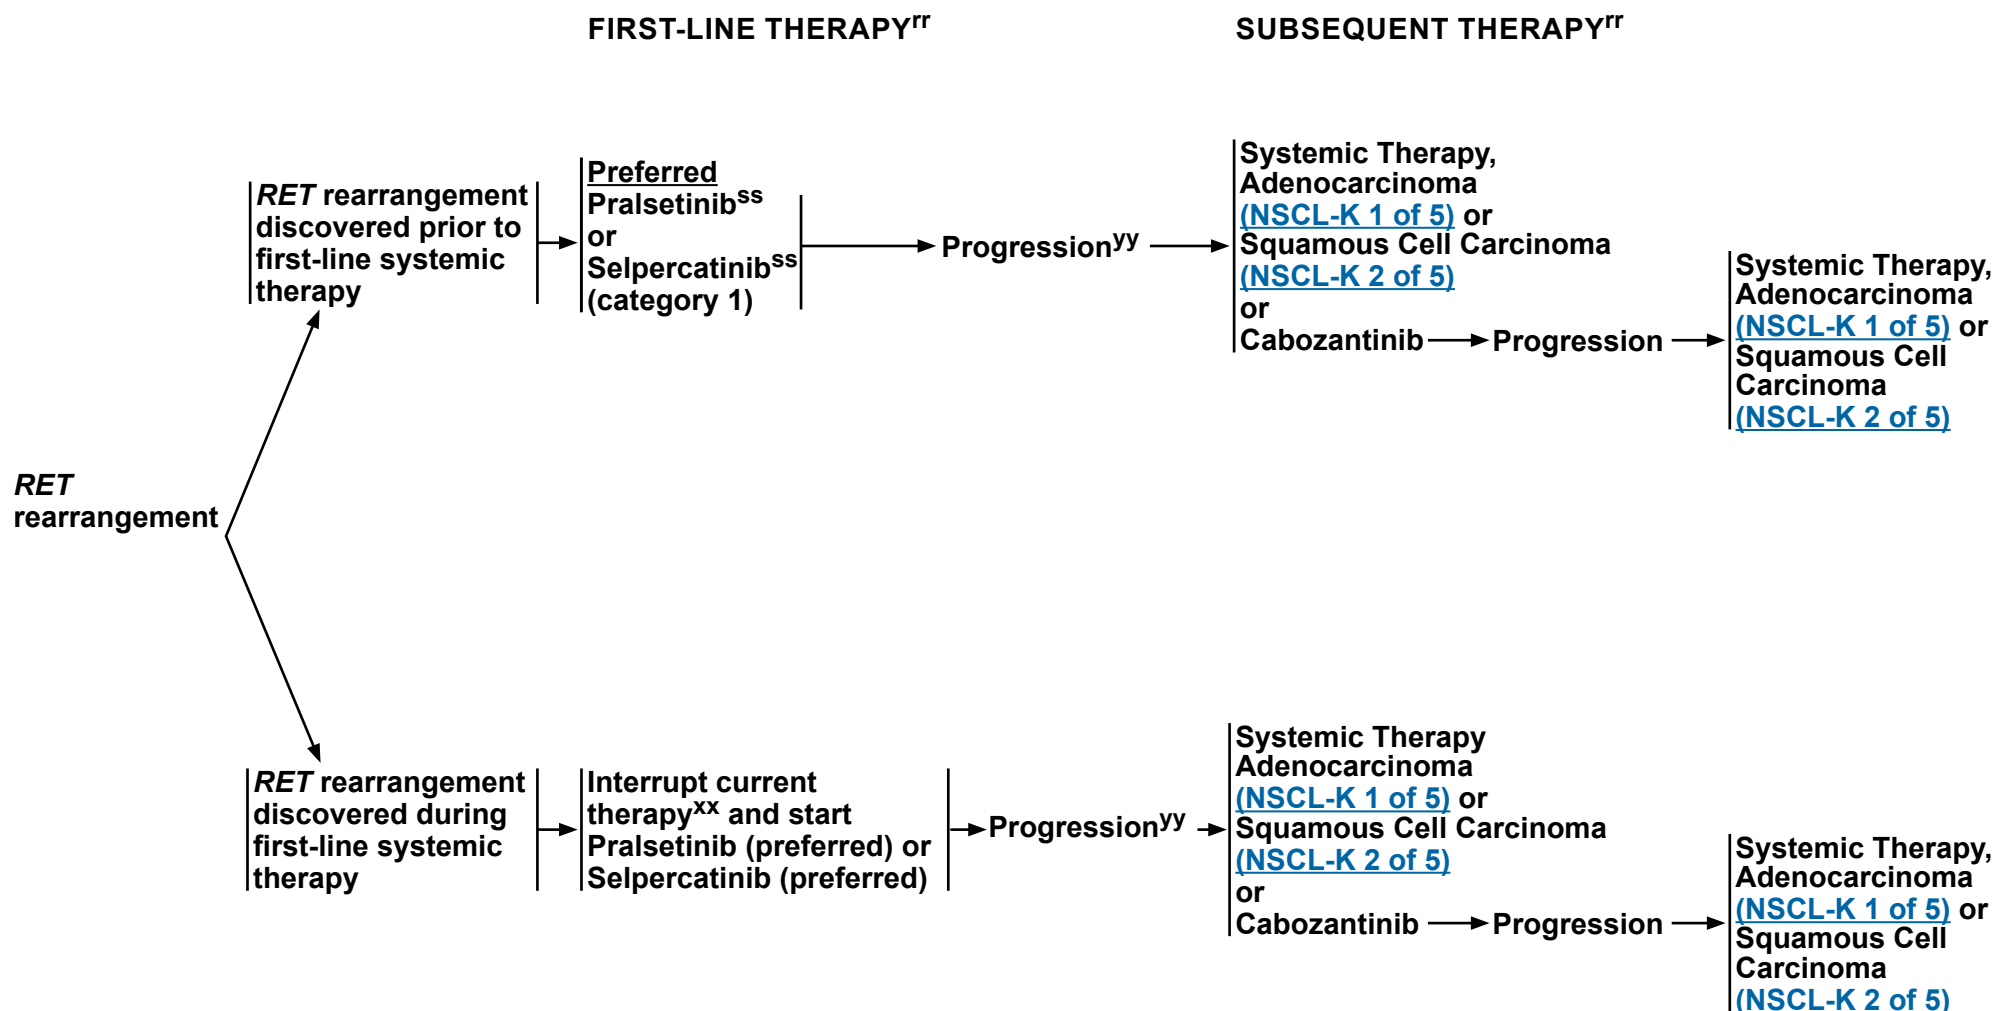 FIRST-LINE THERAPYrr
SUBSEQUENT THERAPYrr
RET
rearrangement
RET rearrangement
discovered prior to
first-line systemic
therapy
Preferred
Pralsetinibss
or
Selpercatinibss
(category 1)
Progressionyy
Systemic Therapy,
Adenocarcinoma
(NSCL-K 1 of 5) or
Squamous Cell Carcinoma
(NSCL-K 2 of 5)
or
Cabozantinib
Progression
Systemic Therapy,
Adenocarcinoma
(NSCL-K 1 of 5) or
Squamous Cell
Carcinoma
(NSCL-K 2 of 5)
RET rearrangement
discovered during
first-line systemic
therapy
Interrupt current
therapyxx and start
Pralsetinib (preferred) or
Selpercatinib (preferred)
Progressionyy
Systemic Therapy
Adenocarcinoma
(NSCL-K 1 of 5) or
Squamous Cell Carcinoma
(NSCL-K 2 of 5)
or
Cabozantinib
Progression
Systemic Therapy,
Adenocarcinoma
(NSCL-K 1 of 5) or
Squamous Cell
Carcinoma
(NSCL-K 2 of 5)